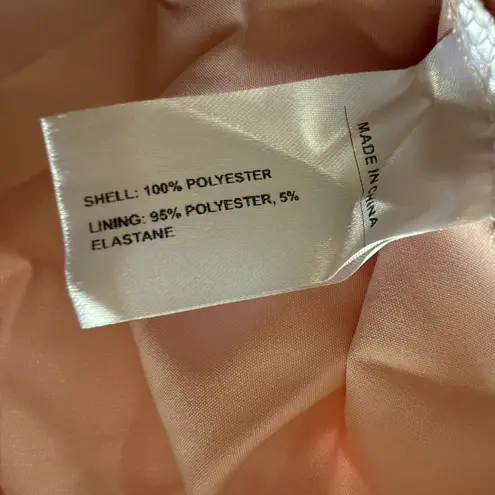 SHELL: 100% POLYESTER
LINING: 95% POLYESTER, 5%
ELASTANE
MADE IN CHINA